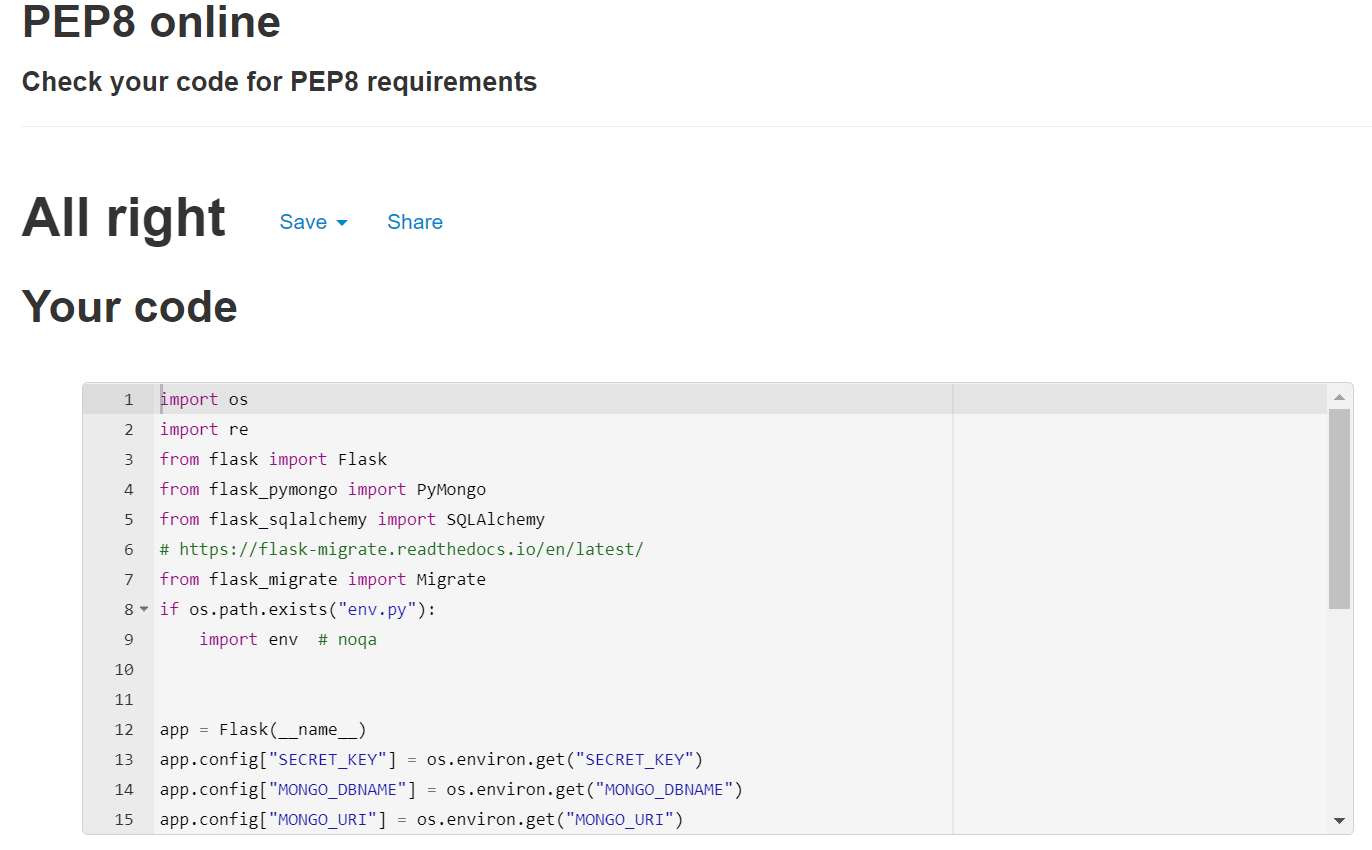 PEP8 online
Check your code for PEP8 requirements
All right Save Share
Your code
1 import os
2 import re
3 from flask import Flask
4 from flask_pymongo import PyMongo
5 from flask_sqlalchemy import SQLAlchemy
6 # https://flask-migrate.readthedocs.io/en/latest/
7 from flask_migrate import Migrate
8 if os.path.exists("env.py"):
9     import env  # noqa
10
11
12 app = Flask(__name__)
13 app.config["SECRET_KEY"] = os.environ.get("SECRET_KEY")
14 app.config["MONGO_DBNAME"] = os.environ.get("MONGO_DBNAME")
15 app.config["MONGO_URI"] = os.environ.get("MONGO_URI")